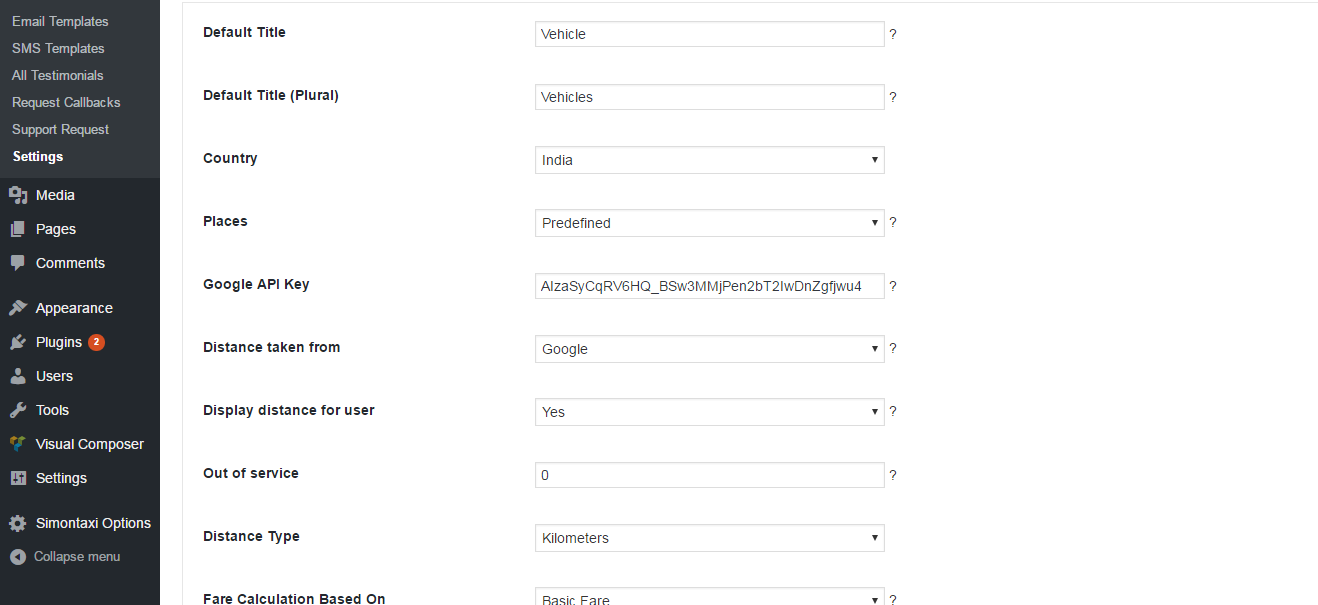 Email Templates
SMS Templates
All Testimonials
Request Callbacks
Support Request
Settings
Media
Pages
Comments
Appearance
Plugins 2
Users
Tools
Visual Composer
Settings
Simontaxi Options
Collapse menu
Default Title Vehicle ?
Default Title (Plural) Vehicles ?
Country India
Places Predefined ?
Google API Key AIzaSyCqRV6HQ_BSw3MMjPen2bT2IwDnZgfjwu4 ?
Distance taken from Google ?
Display distance for user Yes ?
Out of service 0 ?
Distance Type Kilometers
Fare Calculation Based On Basic Fare ?